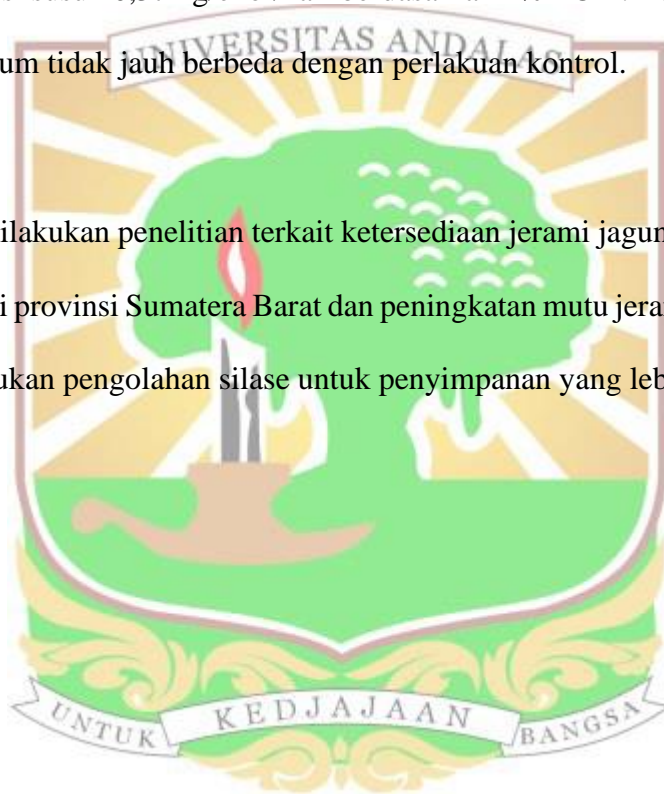 UNIVERSITAS ANDALAS
um tidak jauh berbeda dengan perlakuan kontrol.
ilakukan penelitian terkait ketersediaan jerami jagun
i provinsi Sumatera Barat dan peningkatan mutu jera
ukan pengolahan silase untuk penyimpanan yang leb
UNTUK KEDJAJAAN BANGSA